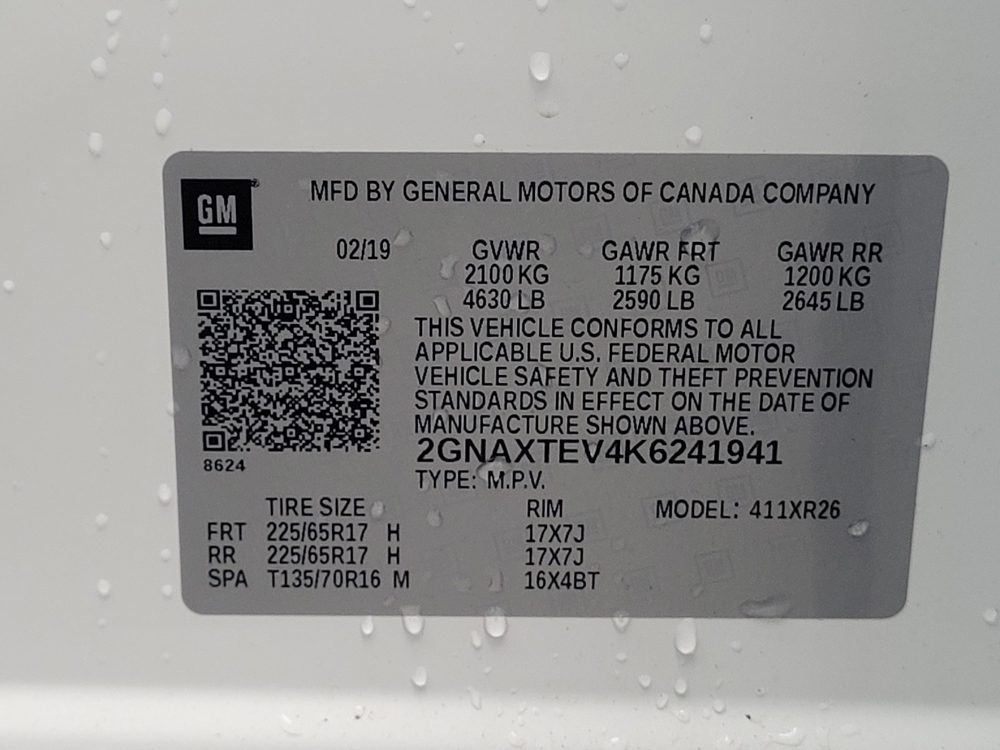 GM
MFD BY GENERAL MOTORS OF CANADA COMPANY
02/19 GVWR GAWR FRT GAWR RR
2100 KG 1175 KG 1200 KG
4630 LB 2590 LB 2645 LB
THIS VEHICLE CONFORMS TO ALL
APPLICABLE U.S. FEDERAL MOTOR
VEHICLE SAFETY AND THEFT PREVENTION
STANDARDS IN EFFECT ON THE DATE OF
MANUFACTURE SHOWN ABOVE.
2GNAXTEV4K6241941
8624
TYPE: M.P.V.
TIRE SIZE RIM MODEL: 411XR26
FRT 225/65R17 H 17X7J
RR 225/65R17 H 17X7J
SPA T135/70R16 M 16X4BT